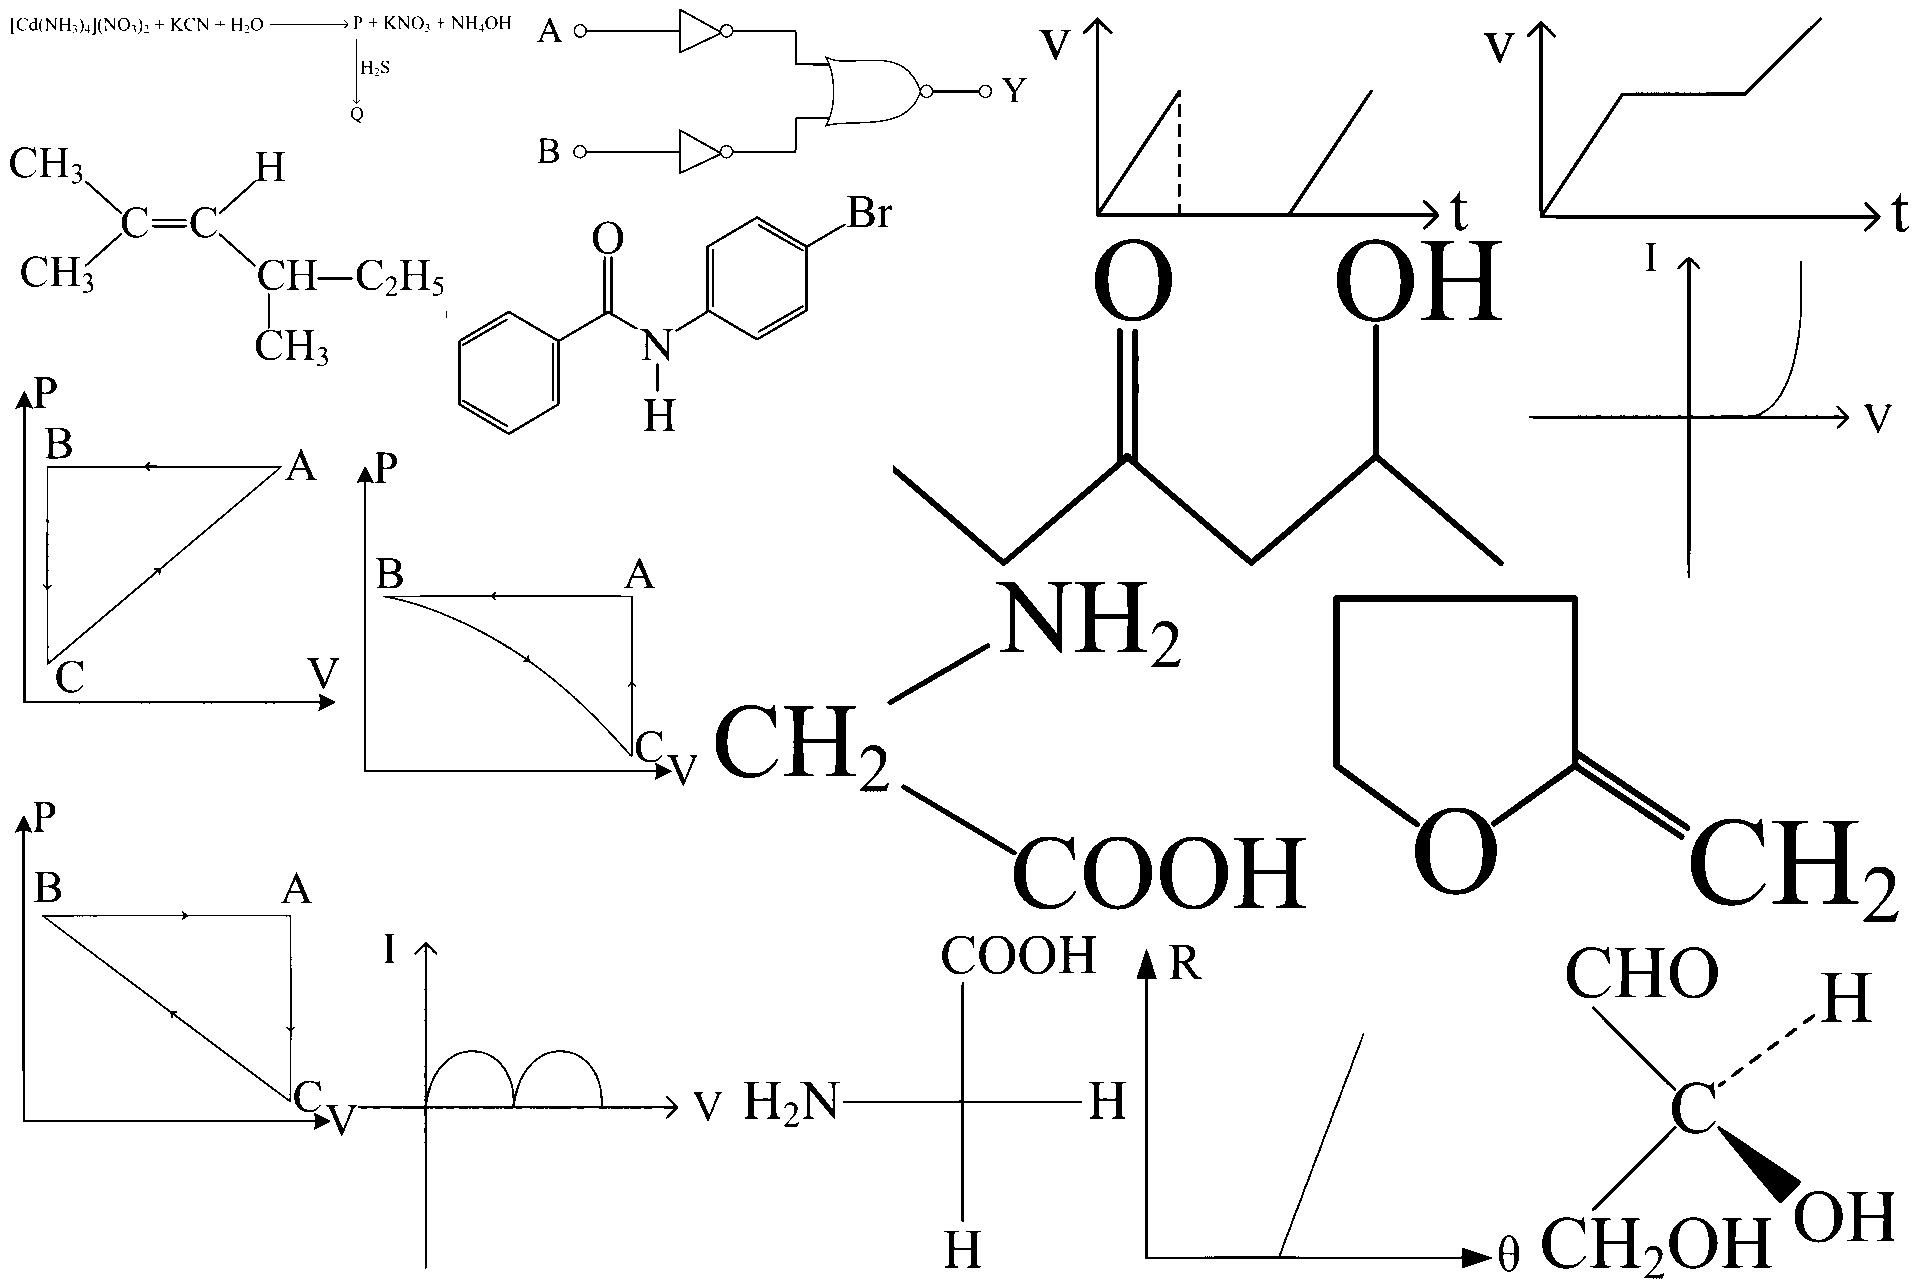 [Cd(NH3)4](NO3)2 + KCN + H2O → P + KNO3 + NH4OH
H2S
Q
A
B
Y
V
t
V
t
CH3
H
C=C
CH3
CH—C2H5
CH3
O
Br
N
H
O
OH
I
V
P
B
A
C
V
P
B
A
C
V
NH2
CH2
COOH
O
CH2
P
B
A
C
V
I
V
COOH
H2N
H
H
R
θ
CHO
H
C
OH
CH2OH